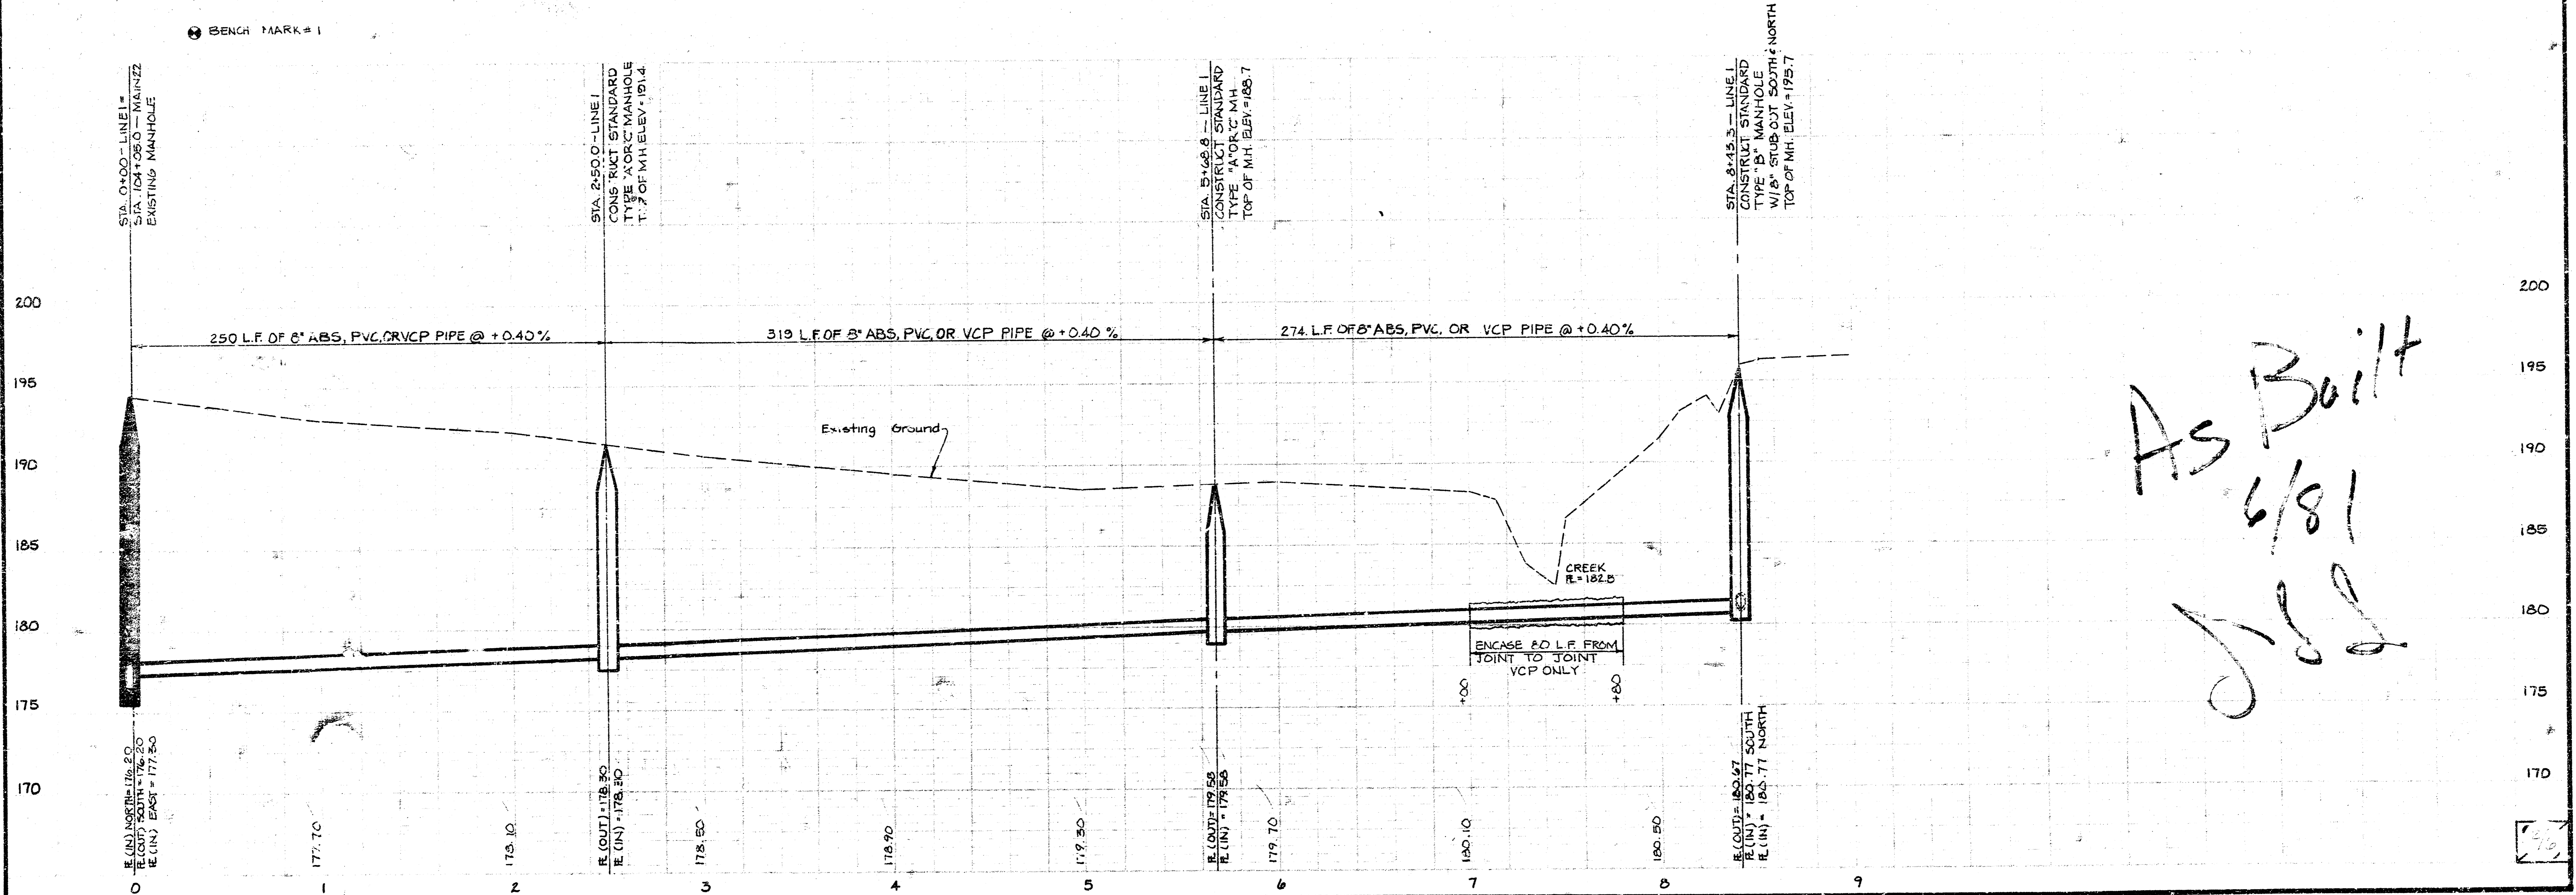 BENCH MARK # 1
STA. 0+00 - LINE 1 =
STA. 104+05.0 - MAIN 22
EXISTING MANHOLE
STA. 2+50.0 - LINE 1
CONS RUCT STANDARD
TYPE "A" OR "C" MANHOLE
OF M.H. ELEV. = 191.4
STA. 5+68.8 - LINE 1
CONSTRUCT STANDARD
TYPE "A" OR "C" MH
TOP OF M.H. ELEV. = 188.7
STA. 8+43.3 - LINE 1
CONSTRUCT STANDARD
TYPE "B" MANHOLE
W/8" STUB OUT SOUTH & NORTH
TOP OF M.H. ELEV. = 195.7
200
200
250 L.F. OF 8" ABS, PVC, OR VCP PIPE @ +0.40%
319 L.F. OF 8" ABS, PVC, OR VCP PIPE @ +0.40%
274. L.F. OF 8" ABS, PVC, OR VCP PIPE @ +0.40%
195
195
As Built
6/81
Existing Ground
190
190
185
185
CREEK
FL = 182.8
180
180
ENCASE 80 L.F. FROM
JOINT TO JOINT
VCP ONLY
+00
+80
175
175
170
170
FL (IN) NORTH = 176.20
FL (OUT) SOUTH = 176.20
FL (IN) EAST = 177.30
177.70
178.10
FL (OUT) = 178.30
FL (IN) = 178.30
178.50
178.90
179.30
FL (OUT) = 179.58
FL (IN) = 179.58
179.70
180.10
180.50
FL (OUT) = 180.67
FL (IN) = 180.77 SOUTH
FL (IN) = 180.77 NORTH
0 1 2 3 4 5 6 7 8 9